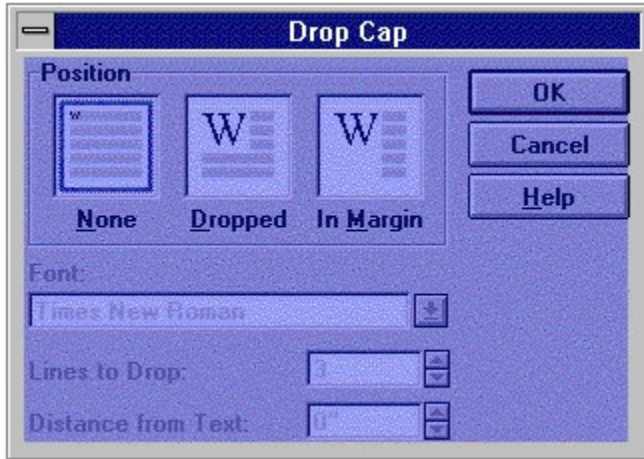 Drop Cap
Position
W
W
W
None
Dropped
In Margin
OK
Cancel
Help
Font:
Times New Roman
Lines to Drop:
3
Distance from Text:
0"